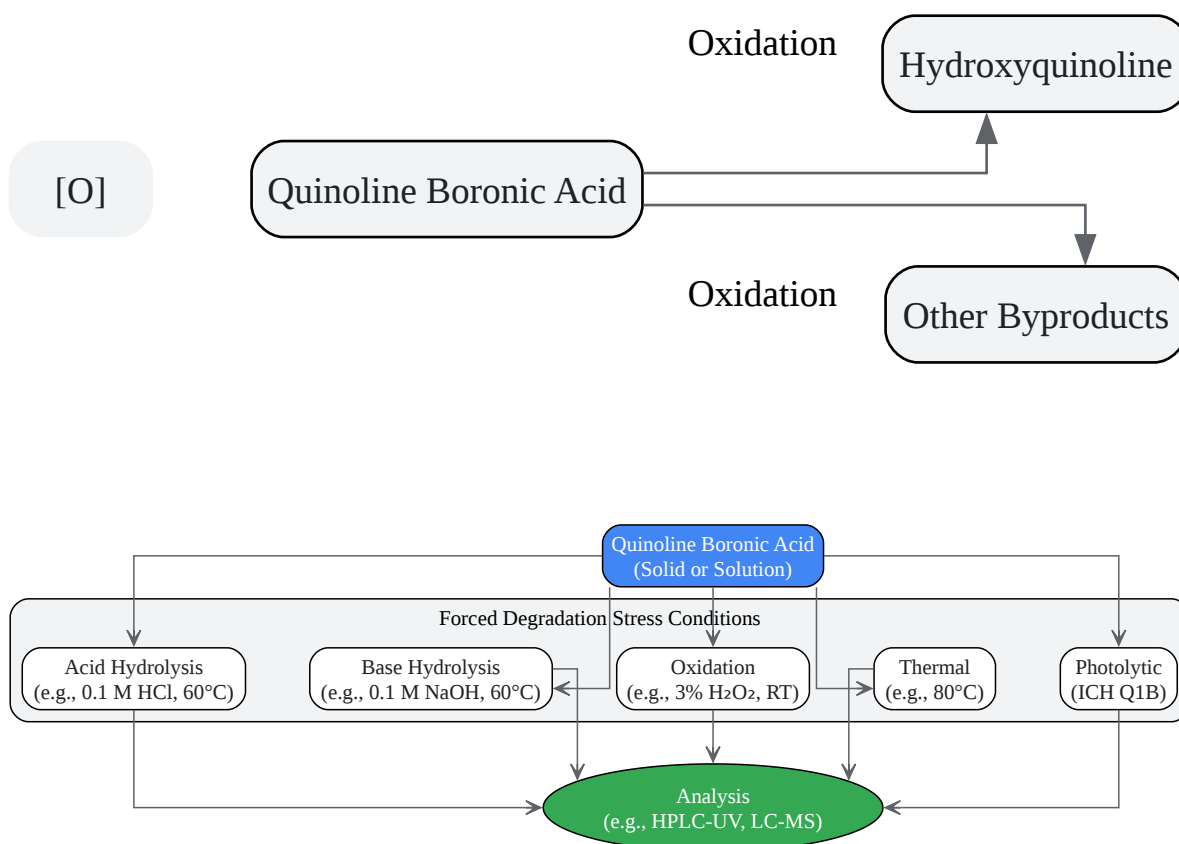 Oxidation
Hydroxyquinoline
[O]
Quinoline Boronic Acid
Oxidation
Other Byproducts
Quinoline Boronic Acid
(Solid or Solution)
Forced Degradation Stress Conditions
Acid Hydrolysis
(e.g., 0.1 M HCl, 60°C)
Base Hydrolysis
(e.g., 0.1 M NaOH, 60°C)
Oxidation
(e.g., 3% H₂O₂, RT)
Thermal
(e.g., 80°C)
Photolytic
(ICH Q1B)
Analysis
(e.g., HPLC-UV, LC-MS)